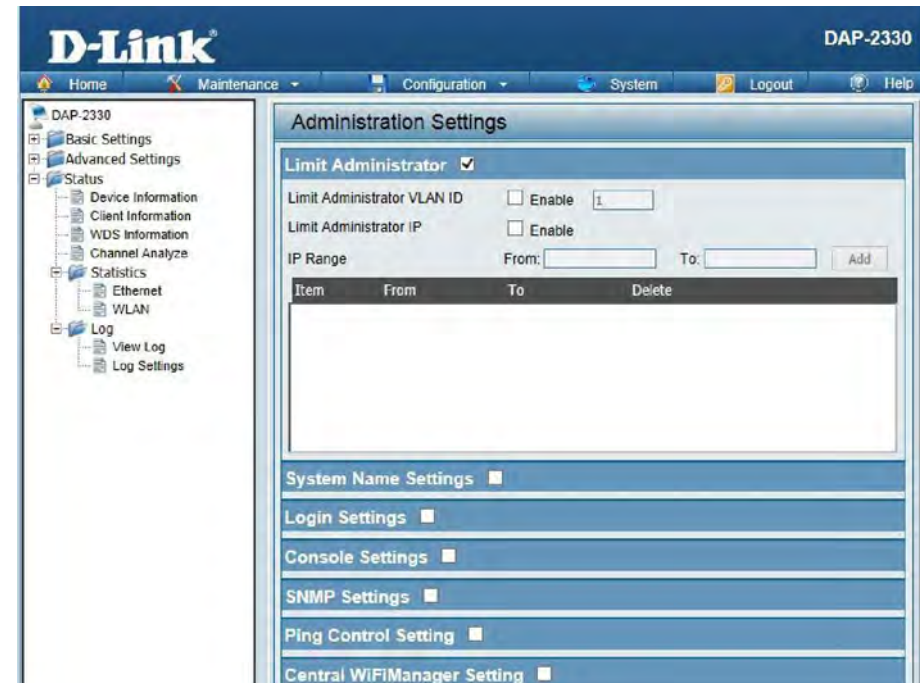 D-Link®
DAP-2330
Home Maintenance Configuration System Logout Help
DAP-2330
Basic Settings
Advanced Settings
Status
Device Information
Client Information
WDS Information
Channel Analyze
Statistics
Ethernet
WLAN
Log
View Log
Log Settings
Administration Settings
Limit Administrator
Limit Administrator VLAN ID Enable 1
Limit Administrator IP Enable
IP Range From: To: Add
Item From To Delete
System Name Settings
Login Settings
Console Settings
SNMP Settings
Ping Control Setting
Central WiFiManager Setting